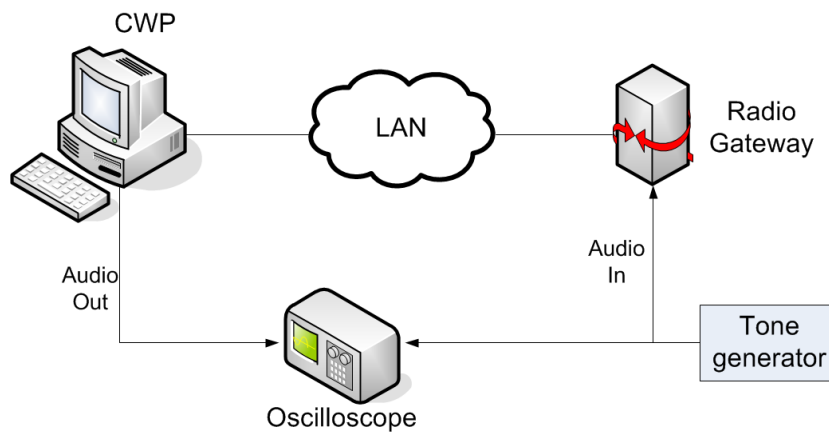 CWP
LAN
Radio
Gateway
Audio
Out
Audio
In
Tone
generator
Oscilloscope